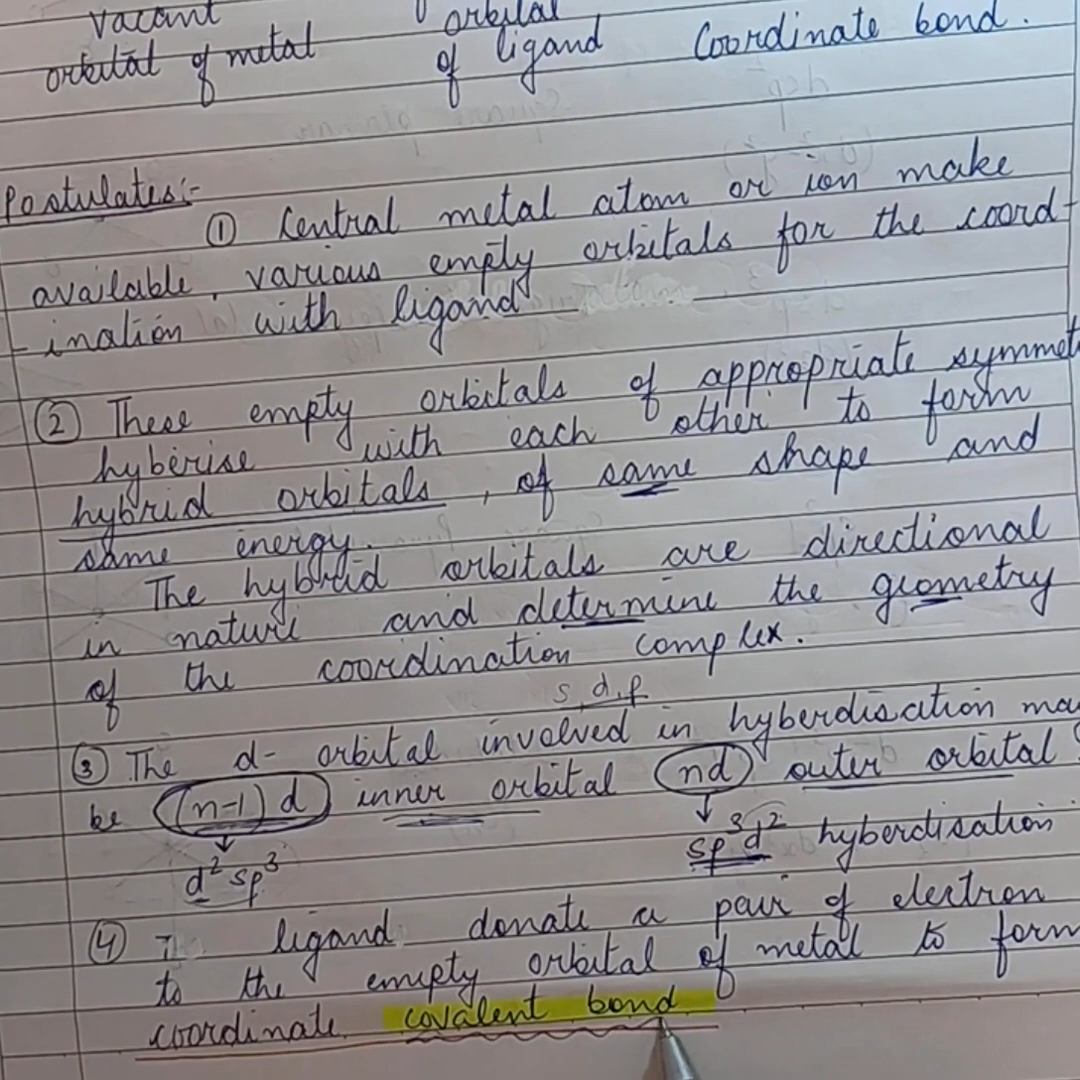 vacant orbital
orbital of metal of ligand Coordinate bond.
Postulates:-
① Central metal atom or ion make
available various empty orbitals for the coord-
-ination with ligand
② These empty orbitals of appropriate symmet
hyberise with each other to form
hybrid orbitals, of same shape and
same energy.
The hybrid orbitals are directional
in nature and determine the geometry
of the coordination complex.
s, d, p
③ The d- orbital involved in hyberdisation may
be (n-1) d inner orbital nd outer orbital
d² sp³ sp³d² hyberdisation
④ ligand donate a pair of electron
to the empty orbital of metal to form
coordinate covalent bond